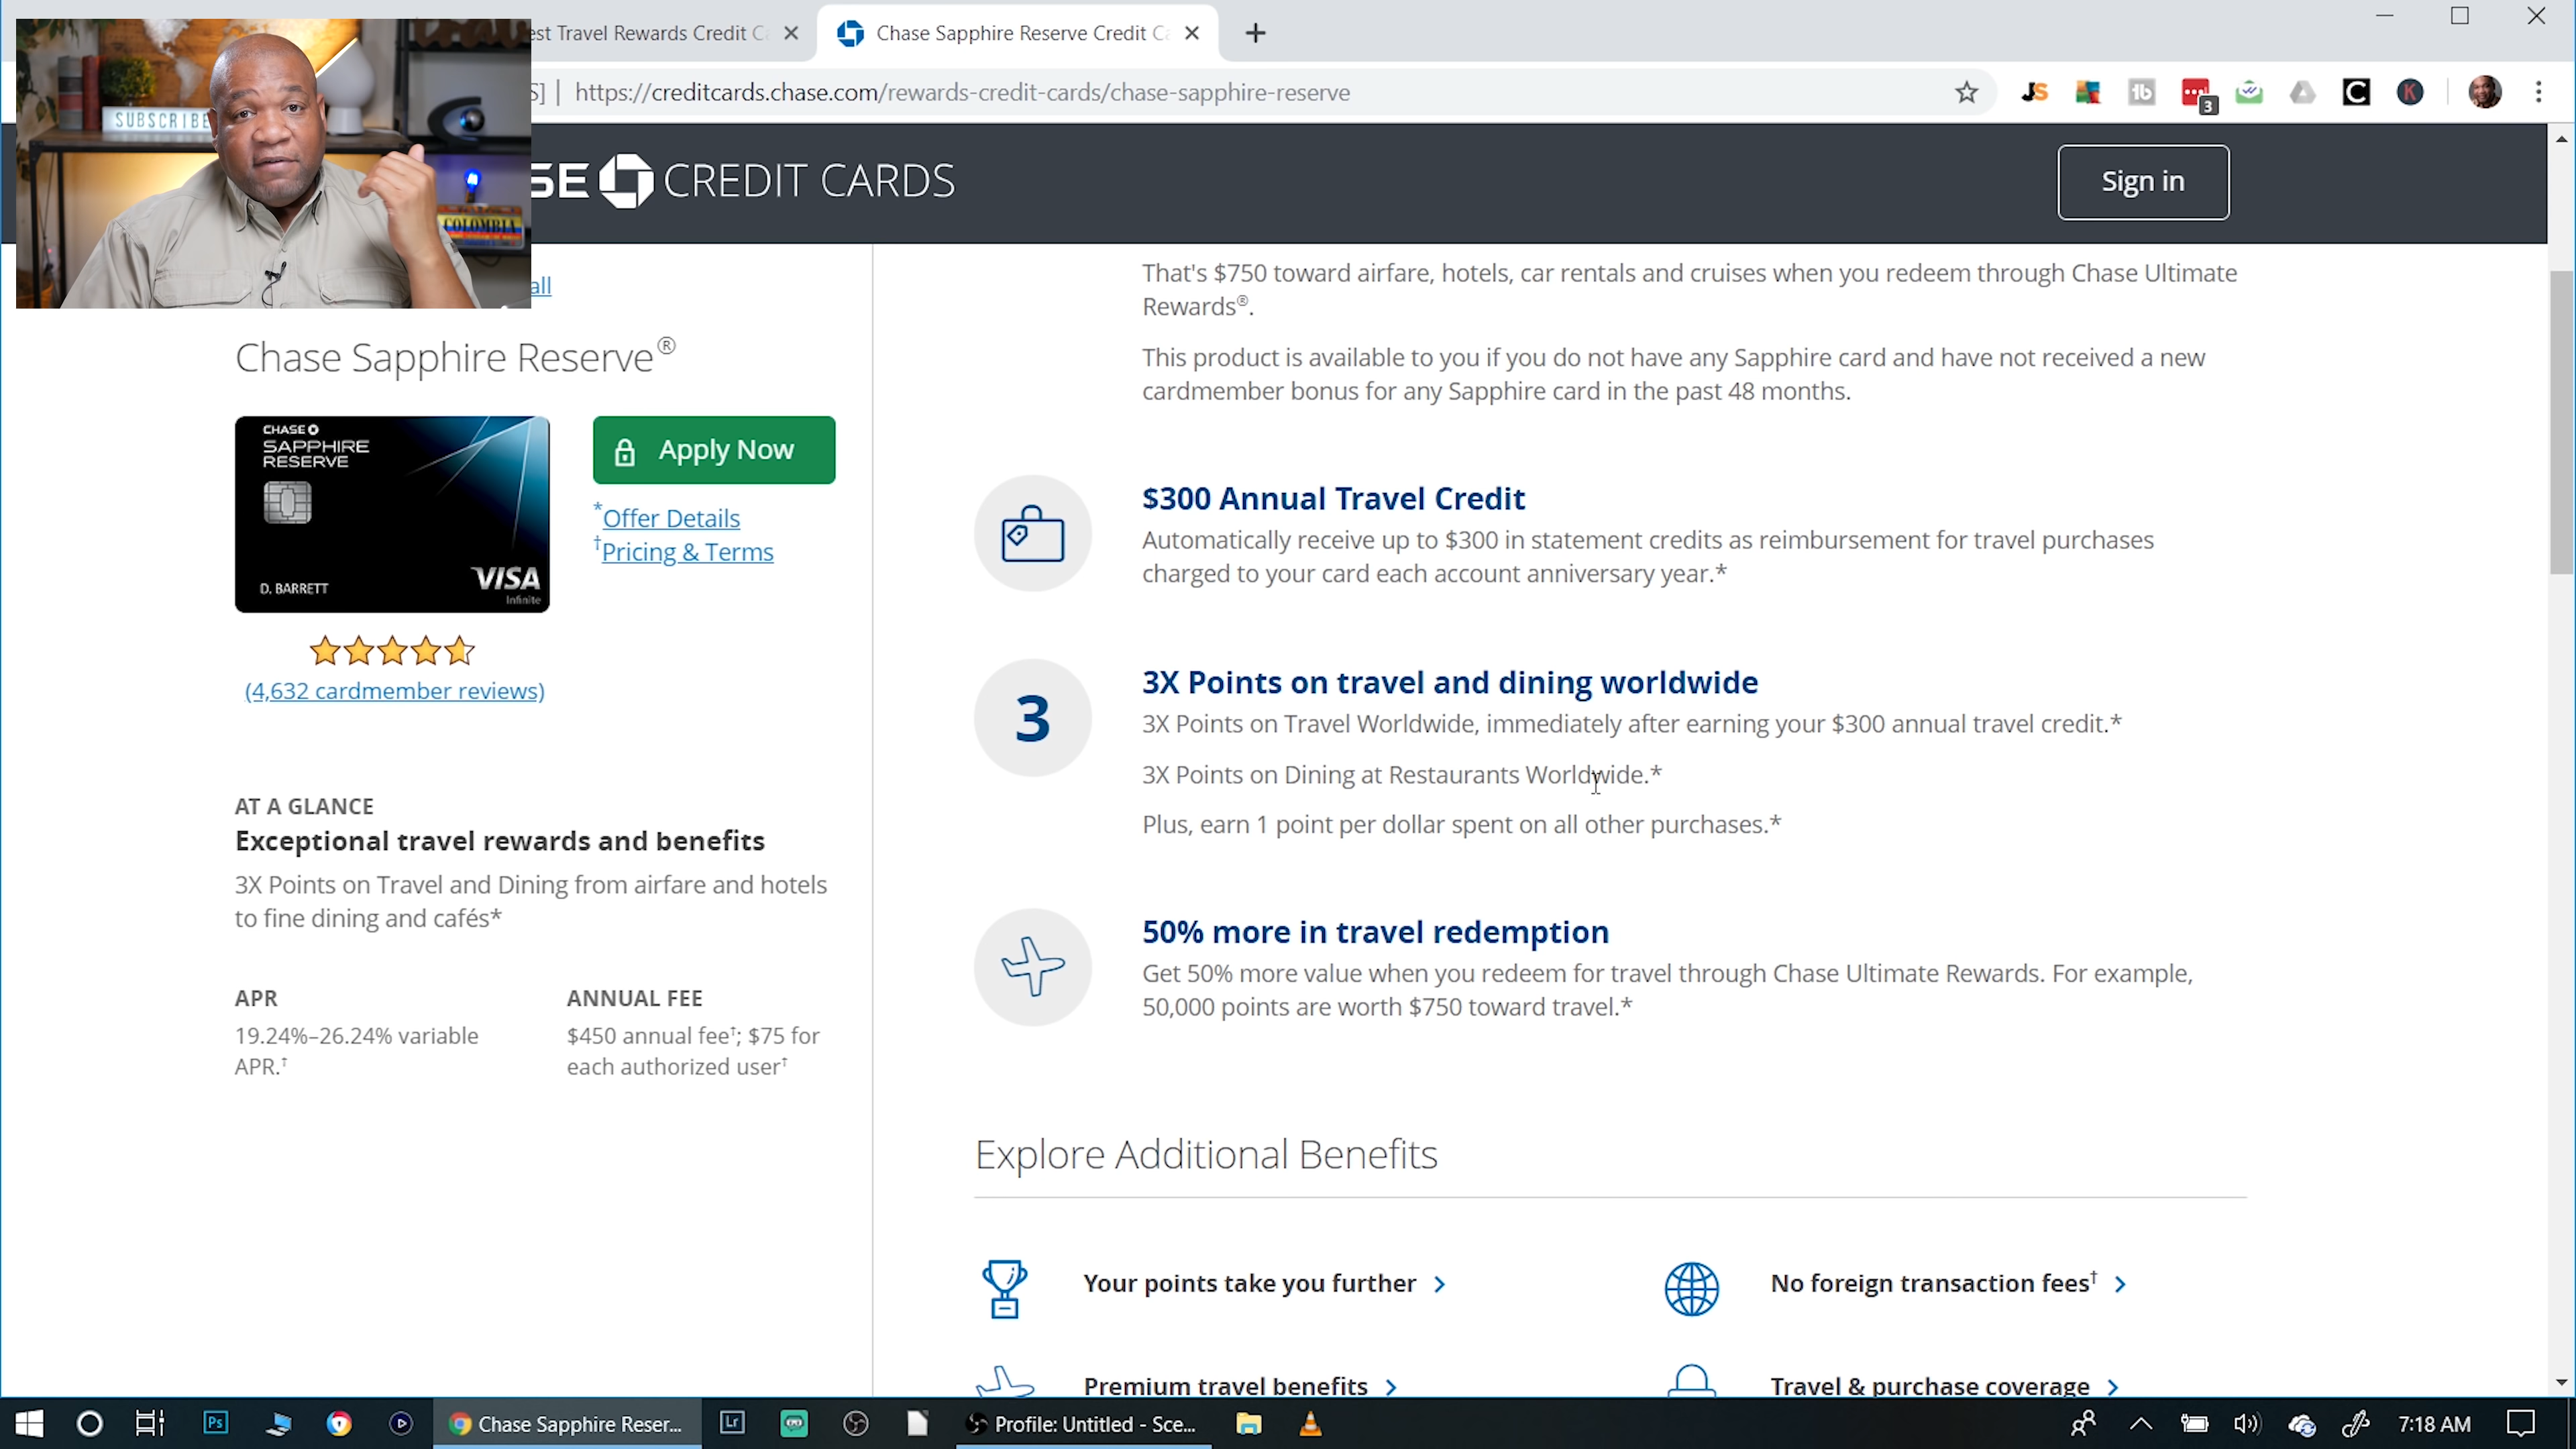 est Travel Rewards Credit C
Chase Sapphire Reserve Credit C
S] | https://creditcards.chase.com/rewards-credit-cards/chase-sapphire-reserve
3
SUBSCRIBE
COLOMBIA
SE CREDIT CARDS
Sign in
all
Chase Sapphire Reserve®
CHASE
SAPPHIRE
RESERVE
D. BARRETT
VISA
Infinite
Apply Now
*Offer Details
†Pricing & Terms
(4,632 cardmember reviews)
AT A GLANCE
Exceptional travel rewards and benefits
3X Points on Travel and Dining from airfare and hotels
to fine dining and cafés*
APR
19.24%–26.24% variable
APR.†
ANNUAL FEE
$450 annual fee†; $75 for
each authorized user†
That's $750 toward airfare, hotels, car rentals and cruises when you redeem through Chase Ultimate
Rewards®.
This product is available to you if you do not have any Sapphire card and have not received a new
cardmember bonus for any Sapphire card in the past 48 months.
$300 Annual Travel Credit
Automatically receive up to $300 in statement credits as reimbursement for travel purchases
charged to your card each account anniversary year.*
3
3X Points on travel and dining worldwide
3X Points on Travel Worldwide, immediately after earning your $300 annual travel credit.*
3X Points on Dining at Restaurants Worldwide.*
Plus, earn 1 point per dollar spent on all other purchases.*
50% more in travel redemption
Get 50% more value when you redeem for travel through Chase Ultimate Rewards. For example,
50,000 points are worth $750 toward travel.*
Explore Additional Benefits
Your points take you further
No foreign transaction fees†
Premium travel benefits
Travel & purchase coverage
Ps
Chase Sapphire Reser...
Lr
Profile: Untitled - Sce...
7:18 AM